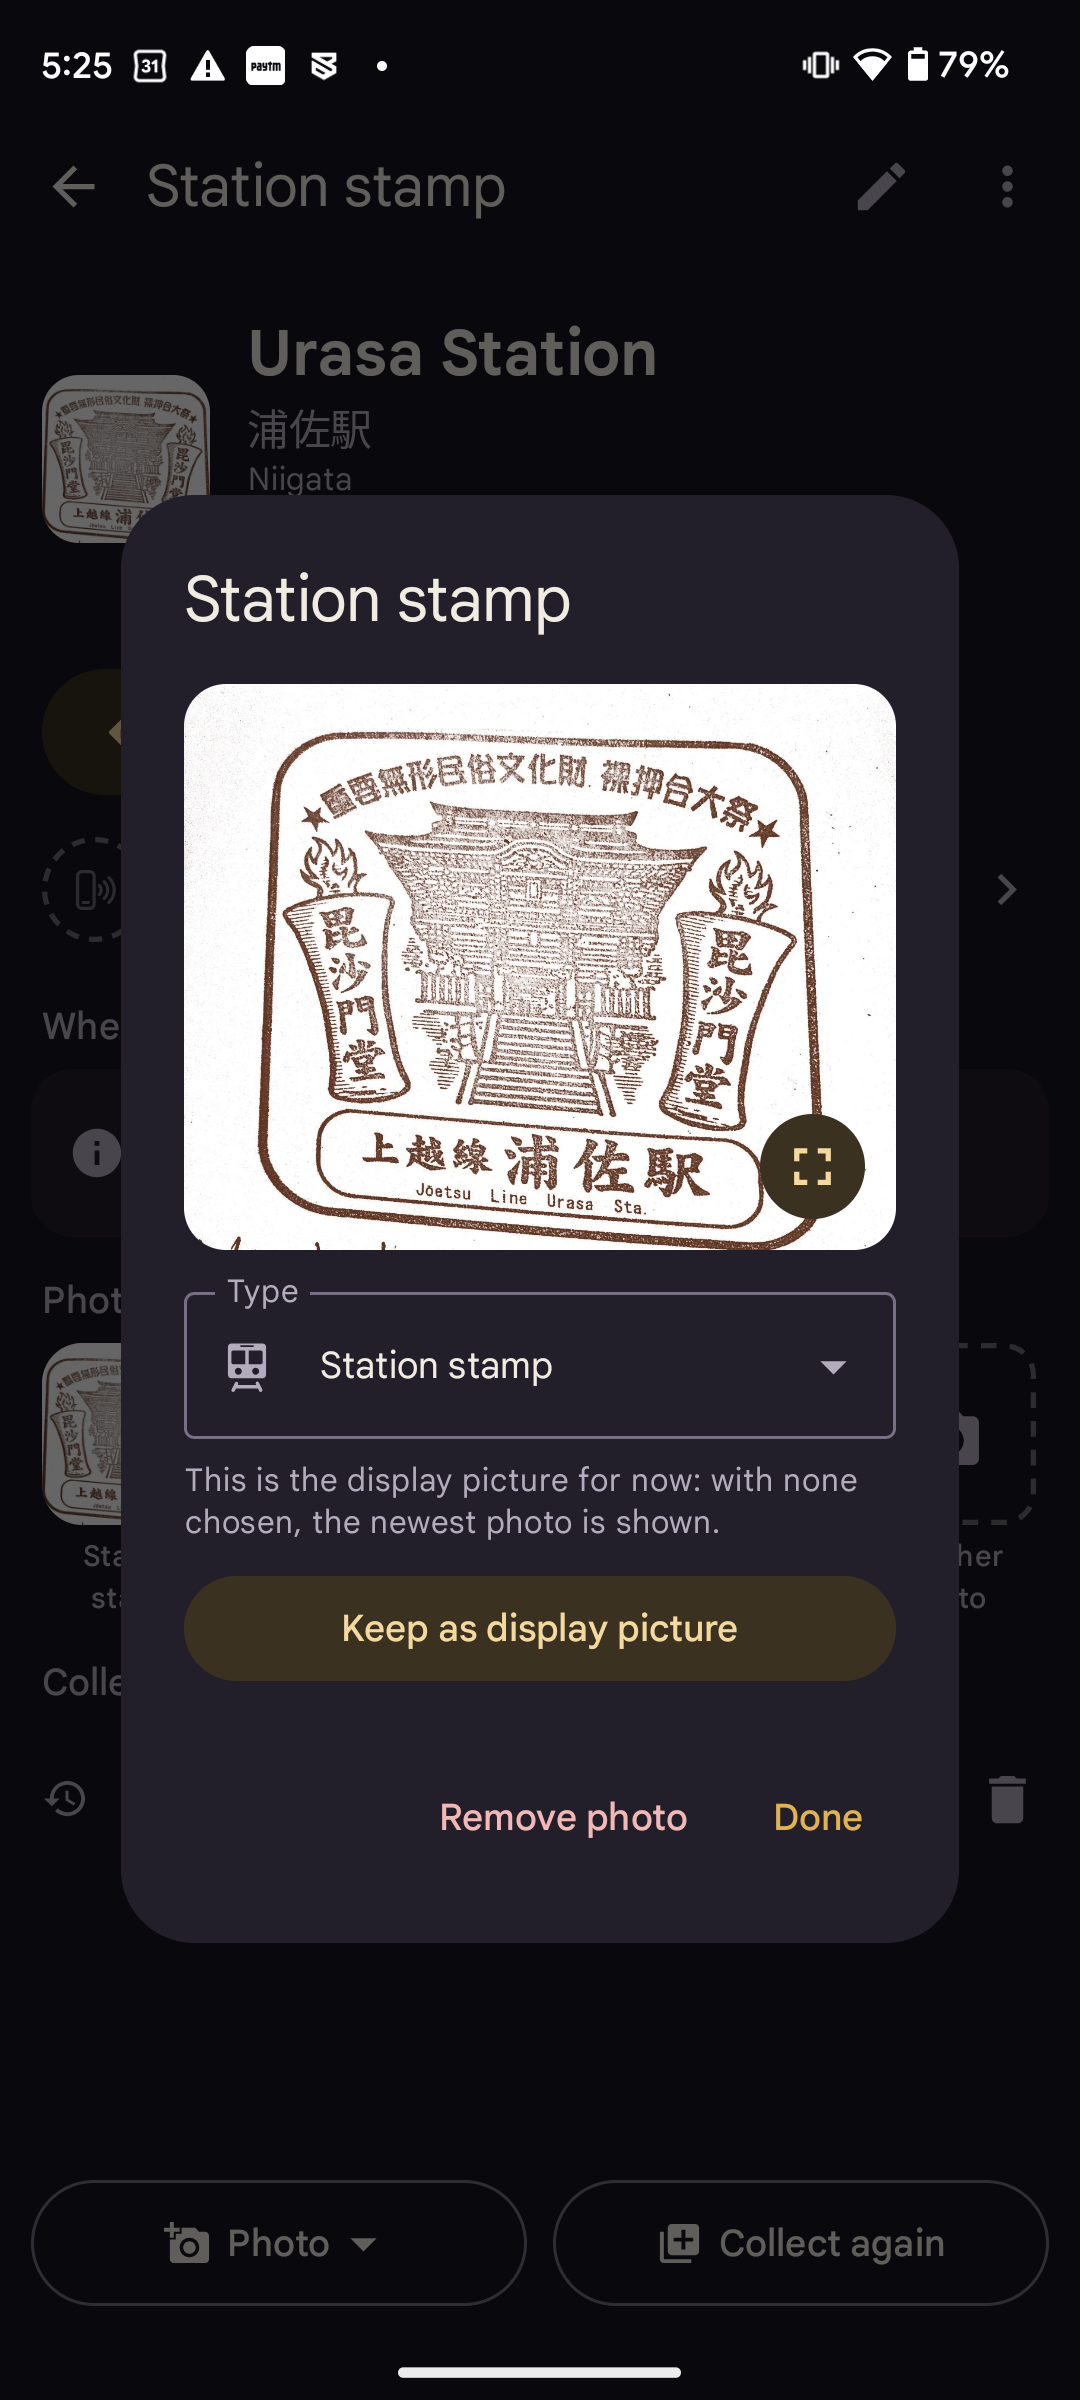 5:25
31
paytm
79%
Station stamp
Urasa Station
浦佐駅
Niigata
Station stamp
重要無形民俗文化財 裸押合大祭
毘沙門堂
毘沙門堂
上越線 浦佐駅
Jōetsu Line Urasa Sta.
Type
Station stamp
This is the display picture for now: with none
chosen, the newest photo is shown.
Keep as display picture
Remove photo
Done
Photo
Collect again